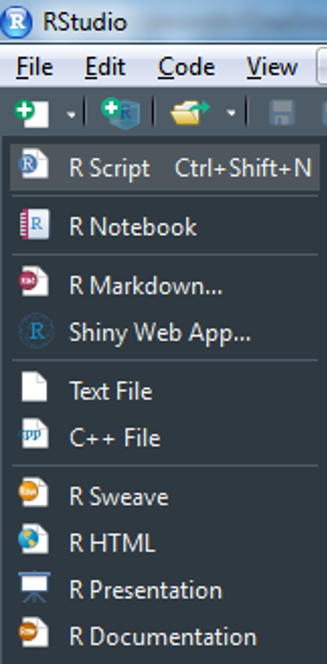 RStudio
File Edit Code View
R Script Ctrl+Shift+N
R Notebook
R Markdown...
Shiny Web App...
Text File
C++ File
R Sweave
R HTML
R Presentation
R Documentation